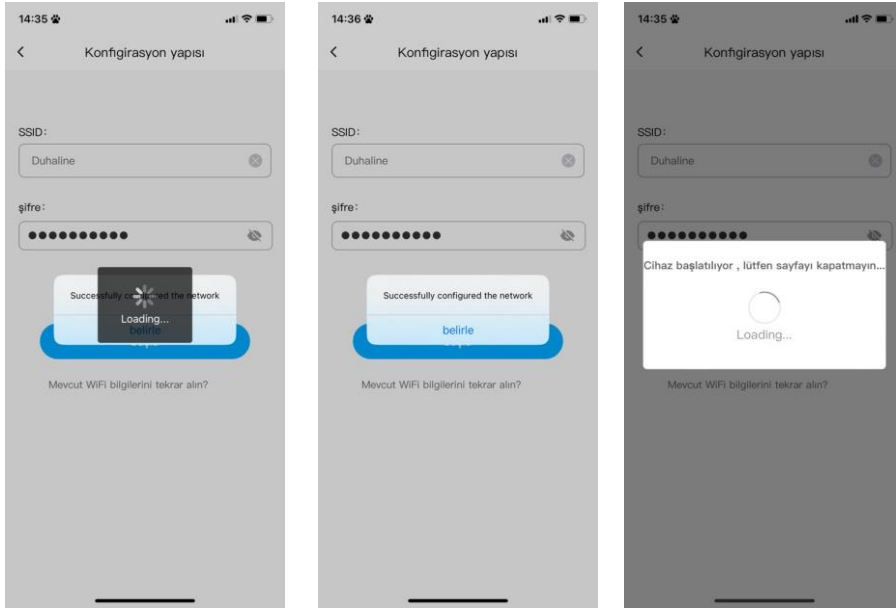 14:35
Konfigirasyon yapısı
SSID:
Duhaline
şifre:
Successfully configured the network
Loading...
belirle
Mevcut WiFi bilgilerini tekrar alın?
14:36
Konfigirasyon yapısı
SSID:
Duhaline
şifre:
Successfully configured the network
belirle
Mevcut WiFi bilgilerini tekrar alın?
14:35
Konfigirasyon yapısı
SSID:
Duhaline
şifre:
Cihaz başlatılıyor , lütfen sayfayı kapatmayın...
Loading...
Mevcut WiFi bilgilerini tekrar alın?